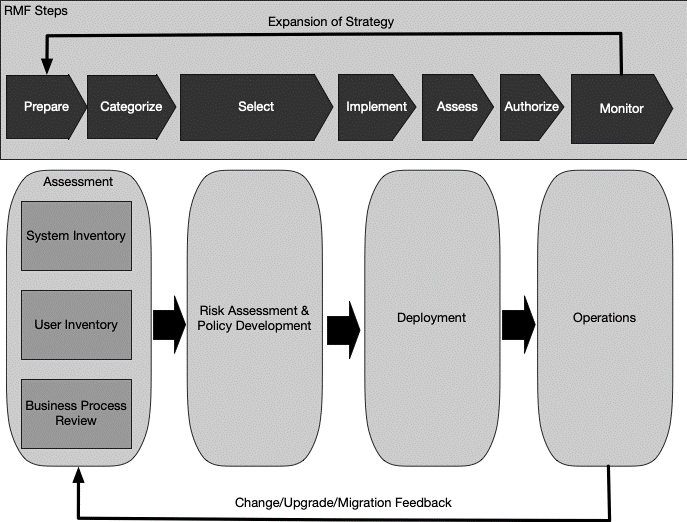 RMF Steps
Expansion of Strategy
Prepare
Categorize
Select
Implement
Assess
Authorize
Monitor
Assessment
System Inventory
User Inventory
Business Process
Review
Risk Assessment &
Policy Development
Deployment
Operations
Change/Upgrade/Migration Feedback